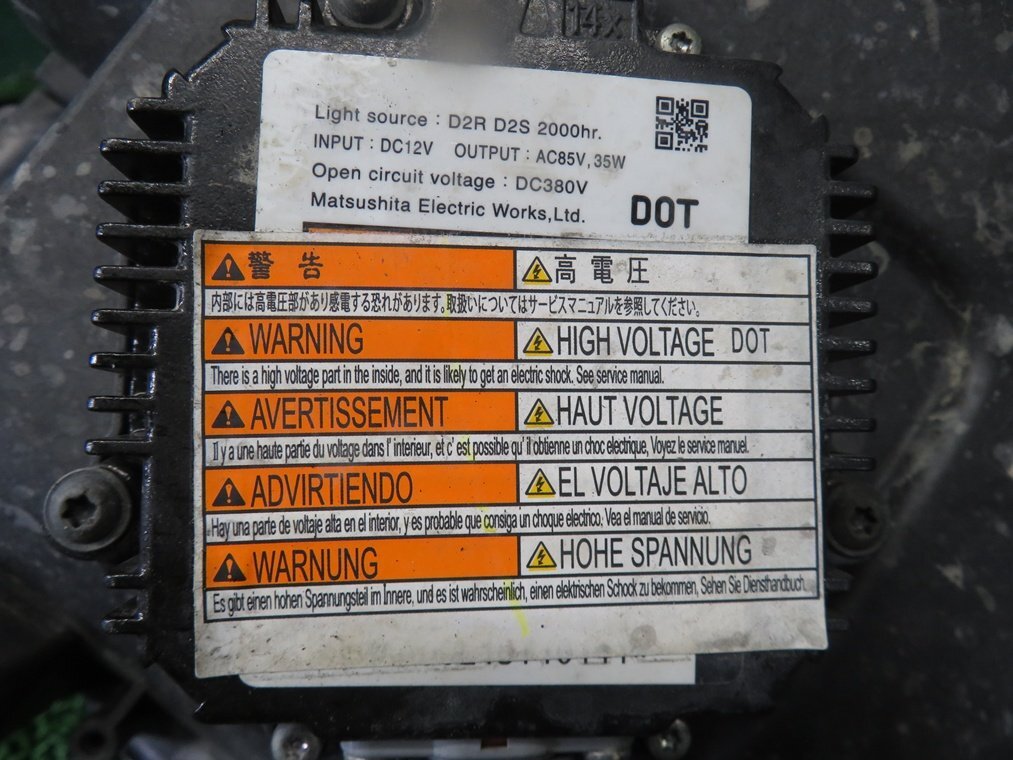 14x
Light source : D2R D2S 2000hr.
INPUT : DC12V OUTPUT : AC85V, 35W
Open circuit voltage : DC380V
Matsushita Electric Works,Ltd. DOT
警告 高電圧
内部には高電圧部があり感電する恐れがあります。取扱いについてはサービスマニュアルを参照してください。
WARNING HIGH VOLTAGE DOT
There is a high voltage part in the inside, and it is likely to get an electric shock. See service manual.
AVERTISSEMENT HAUT VOLTAGE
Il y a une haute partie du voltage dans l' interieur, et c' est possible qu' il obtienne un choc electrique, Voyez le service manuel.
ADVIRTIENDO EL VOLTAJE ALTO
Hay una parte de voltaje alta en el interior, y es probable que consiga un choque electrico. Vea el manual de servicio.
WARNUNG HOHE SPANNUNG
Es gibt einen hohen Spannungsteil im Innere, und es ist wahrscheinlich, einen elektrischen Schock zu bekommen, Sehen Sie Diensthandbuch.